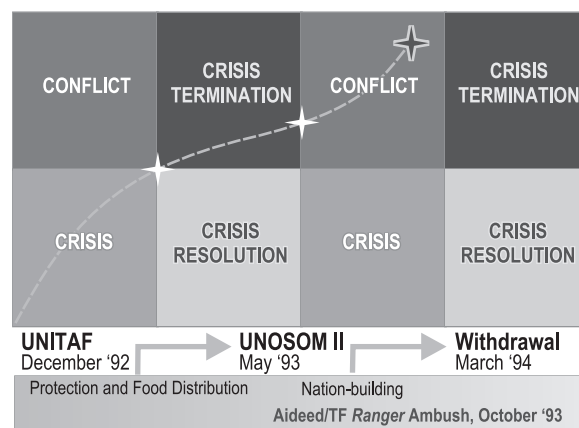 CONFLICT
CRISIS
TERMINATION
CONFLICT
CRISIS
TERMINATION
CRISIS
CRISIS
RESOLUTION
CRISIS
CRISIS
RESOLUTION
UNITAF
December ‘92
UNOSOM II
May ‘93
Withdrawal
March ‘94
Protection and Food Distribution
Nation-building
Aideed/TF Ranger Ambush, October ‘93